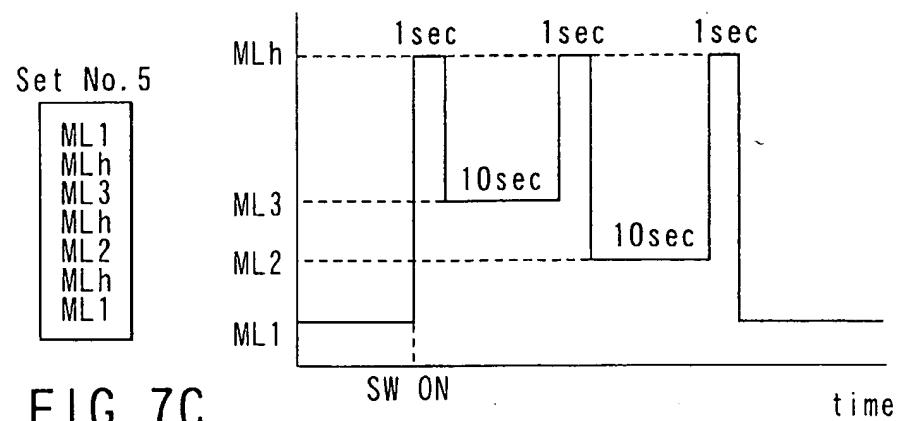 1sec 1sec 1sec
MLh
Set No.5
ML1
MLh
ML3
MLh
ML2
MLh
ML1
10sec
ML3
10sec
ML2
ML1
SW ON
time
FIG 7C